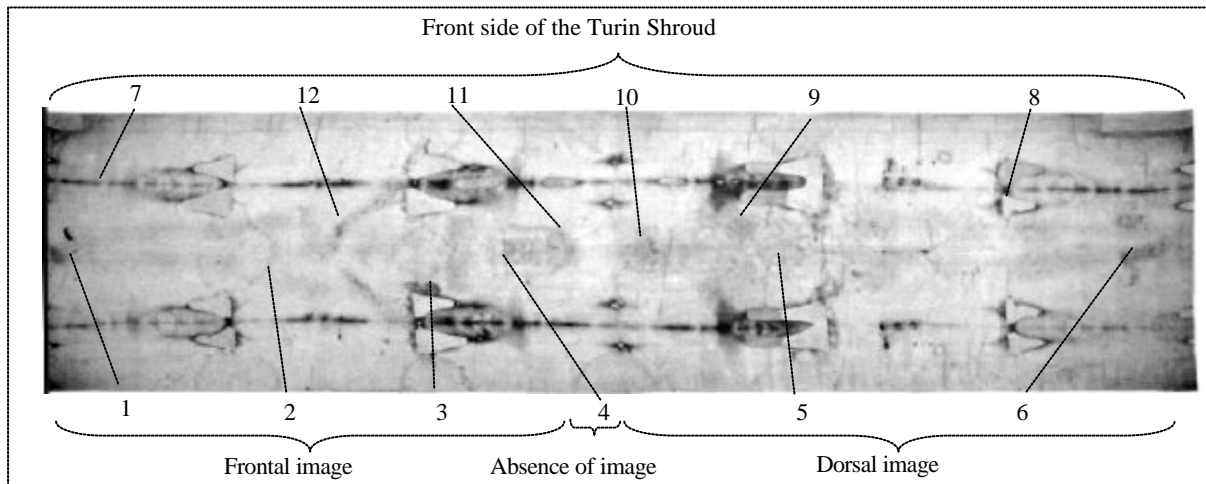 Front side of the Turin Shroud
7 12 11 10 9 8
1 2 3 4 5 6
Frontal image Absence of image Dorsal image